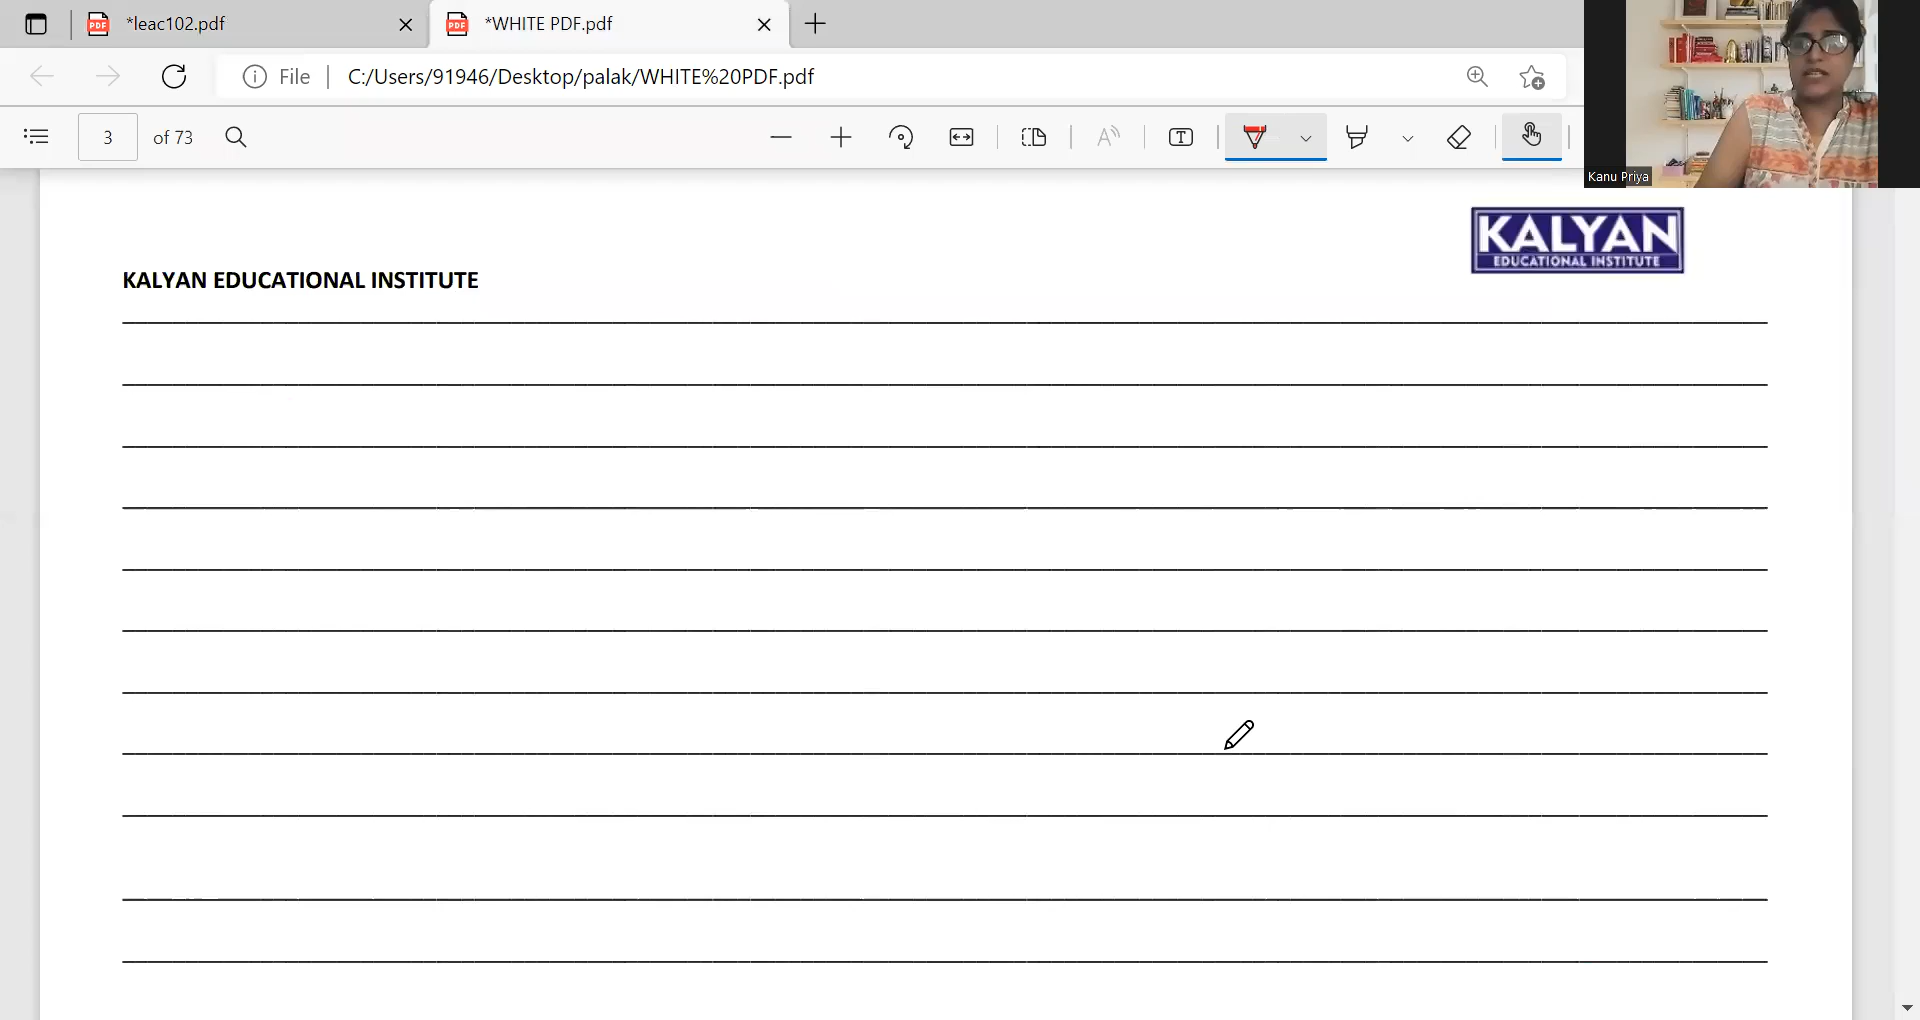 *leac102.pdf
*WHITE PDF.pdf
File
C:/Users/91946/Desktop/palak/WHITE%20PDF.pdf
3 of 73
Kanu Priya
KALYAN
EDUCATIONAL INSTITUTE
KALYAN EDUCATIONAL INSTITUTE